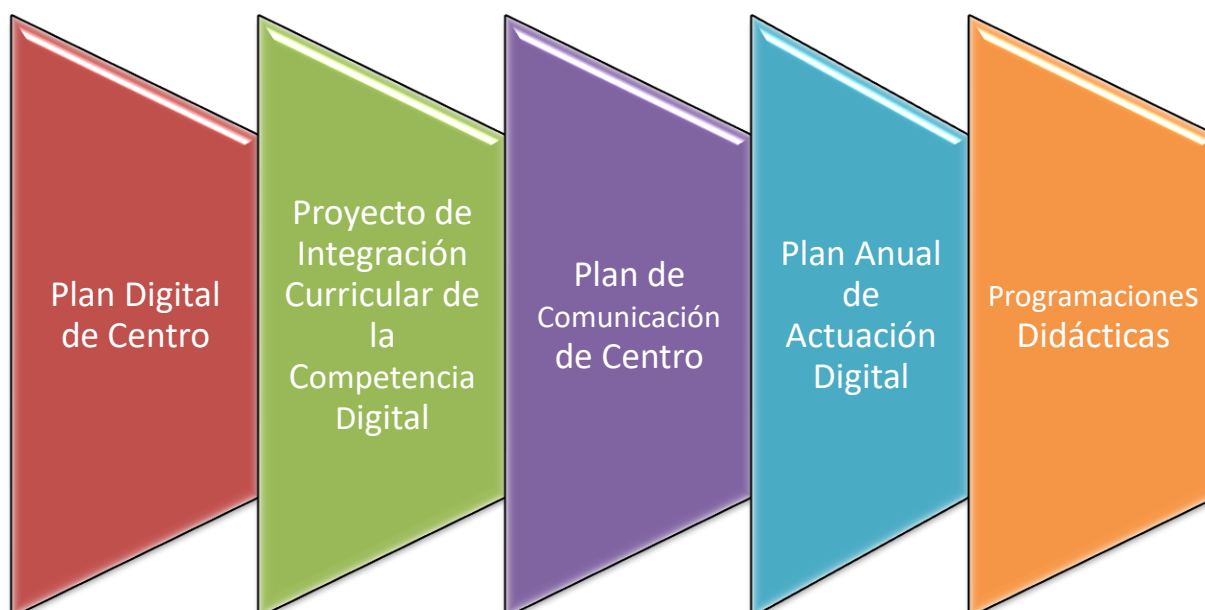 Plan Digital
de Centro
Proyecto de
Integración
Curricular de
la
Competencia
Digital
Plan de
Comunicación
de Centro
Plan Anual
de
Actuación
Digital
Programaciones
Didácticas